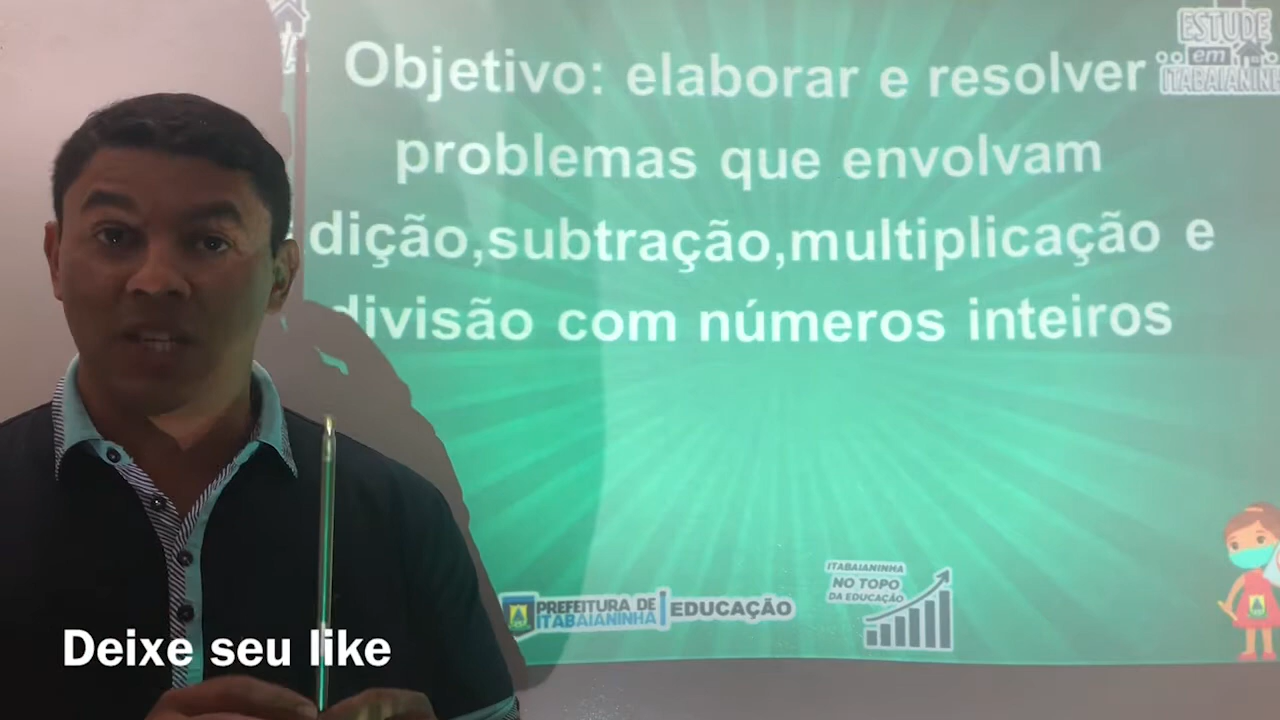 Objetivo: elaborar e resolver
problemas que envolvam
dição,subtração,multiplicação e
divisão com números inteiros
ESTUDE
em
ITABAIANINH
PREFEITURA DE
ITABAIANINHA
EDUCAÇÃO
ITABAIANINHA
NO TOPO
DA EDUCAÇÃO
Deixe seu like